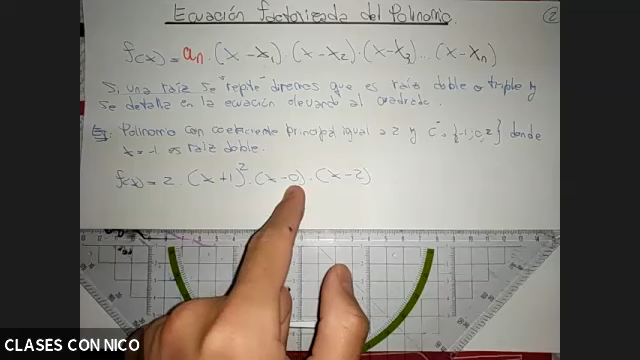 Ecuación factorizada del Polinomio. 2
f(x) = an . (x - x1) . (x - x2) . (x - x3) ... (x - xn)
Si una raíz se "repite" diremos que es raíz doble o triple y
se detalla en la ecuación elevando al cuadrado.
Ej: Polinomio con coeficiente principal igual a 2 y C⁰ = {-1; 0; 2} donde
x = -1 es raíz doble.
f(x) = 2 . (x + 1)² . (x - 0) . (x - 2)
CLASES CON NICO